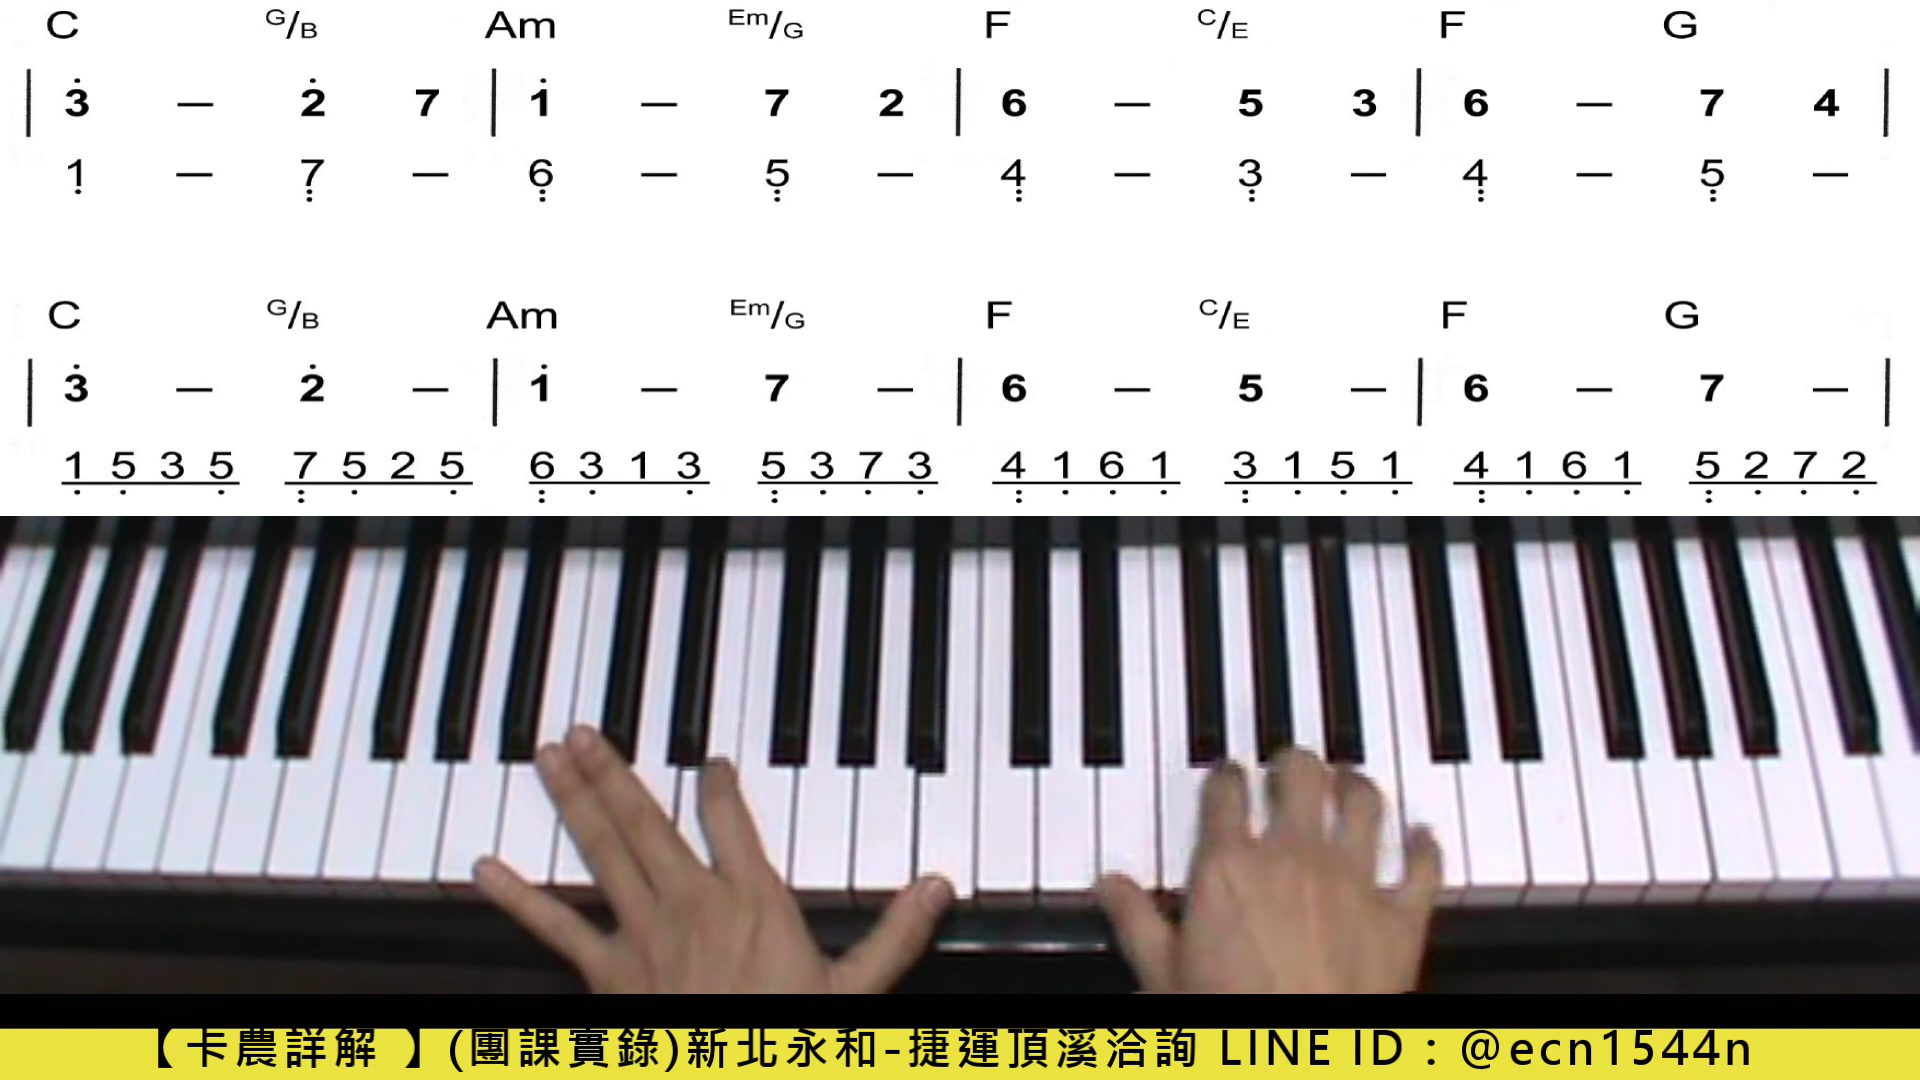 C G/B Am Em/G F C/E F G
| 3̇ — 2̇ 7 | 1̇ — 7 2 | 6 — 5 3 | 6 — 7 4 |
1̣ — 7̤ — 6̤ — 5̤ — 4̤ — 3̤ — 4̤ — 5̤ —
C G/B Am Em/G F C/E F G
| 3̇ — 2̇ — | 1̇ — 7 — | 6 — 5 — | 6 — 7 — |
1̣ 5̣ 3 5̣ 7̤ 5̣ 2 5̣ 6̤ 3̣ 1 3̣ 5̤ 3̣ 7̣ 3̣ 4̤ 1̣ 6̣ 1̣ 3̤ 1̣ 5̣ 1̣ 4̤ 1̣ 6̣ 1̣ 5̤ 2̣ 7̣ 2̣
【卡農詳解 】(團課實錄)新北永和-捷運頂溪洽詢 LINE ID：@ecn1544n